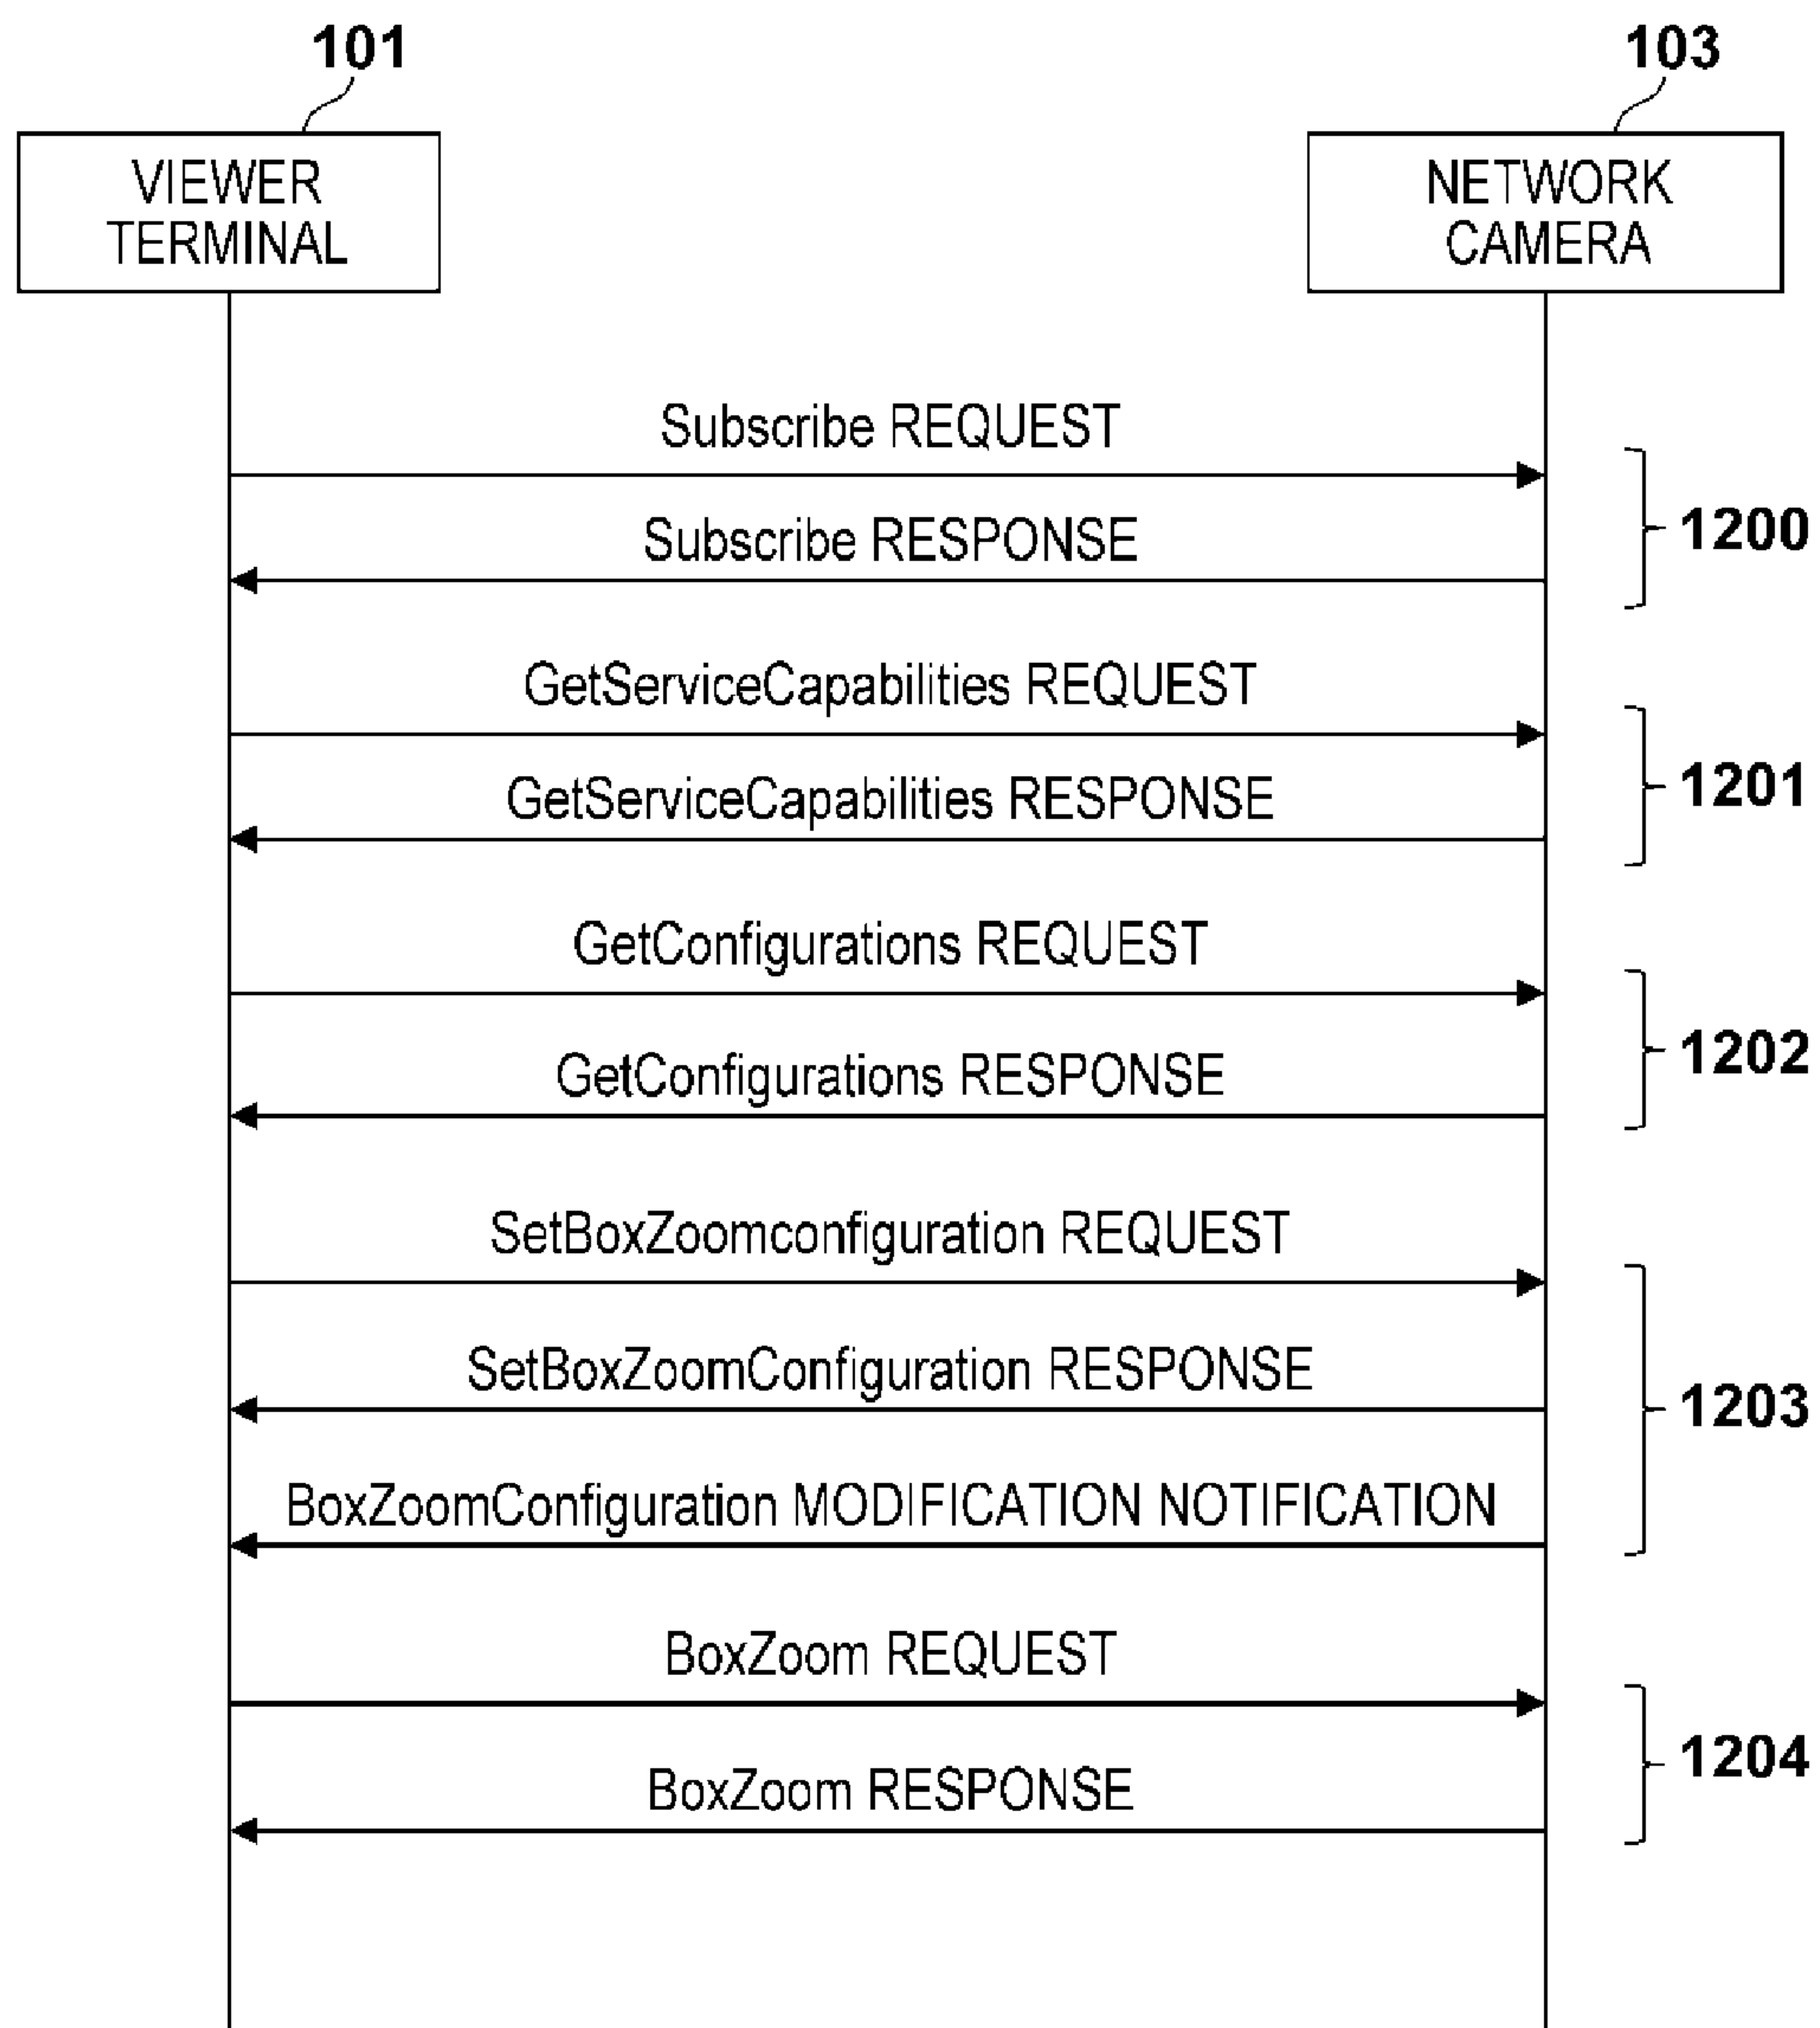 101
103
VIEWER
TERMINAL
NETWORK
CAMERA
Subscribe REQUEST
Subscribe RESPONSE
1200
GetServiceCapabilities REQUEST
GetServiceCapabilities RESPONSE
1201
GetConfigurations REQUEST
GetConfigurations RESPONSE
1202
SetBoxZoomconfiguration REQUEST
SetBoxZoomConfiguration RESPONSE
1203
BoxZoomConfiguration MODIFICATION NOTIFICATION
BoxZoom REQUEST
1204
BoxZoom RESPONSE